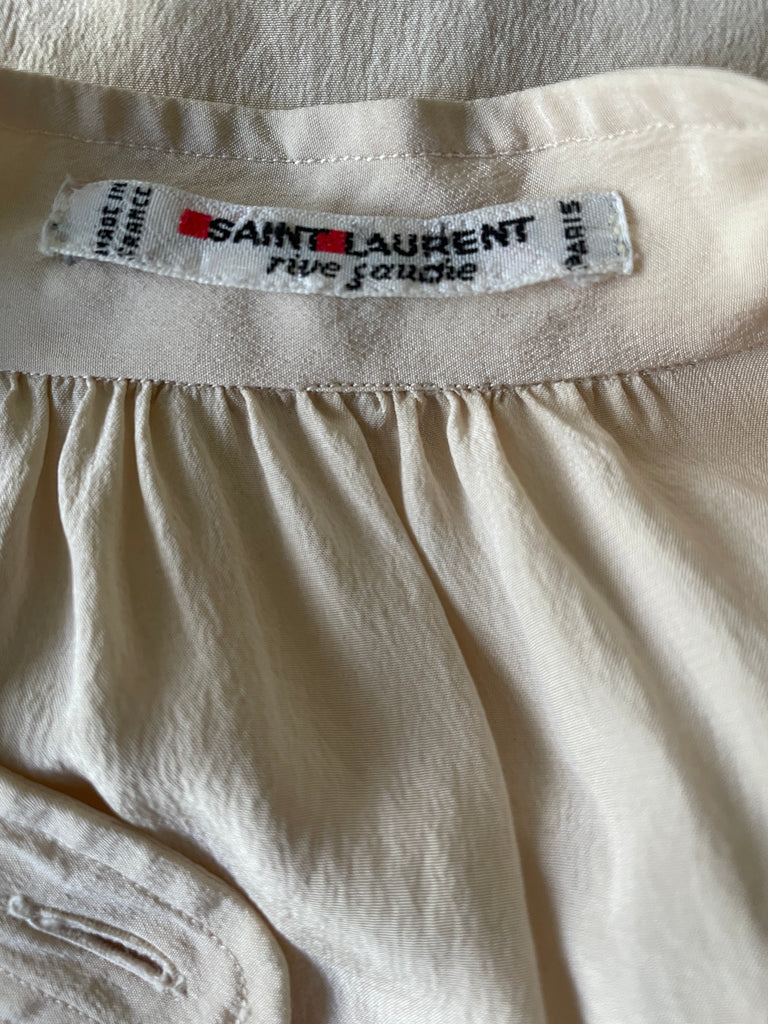 MADE IN
FRANCE
SAINT LAURENT
rive gauche
PARIS